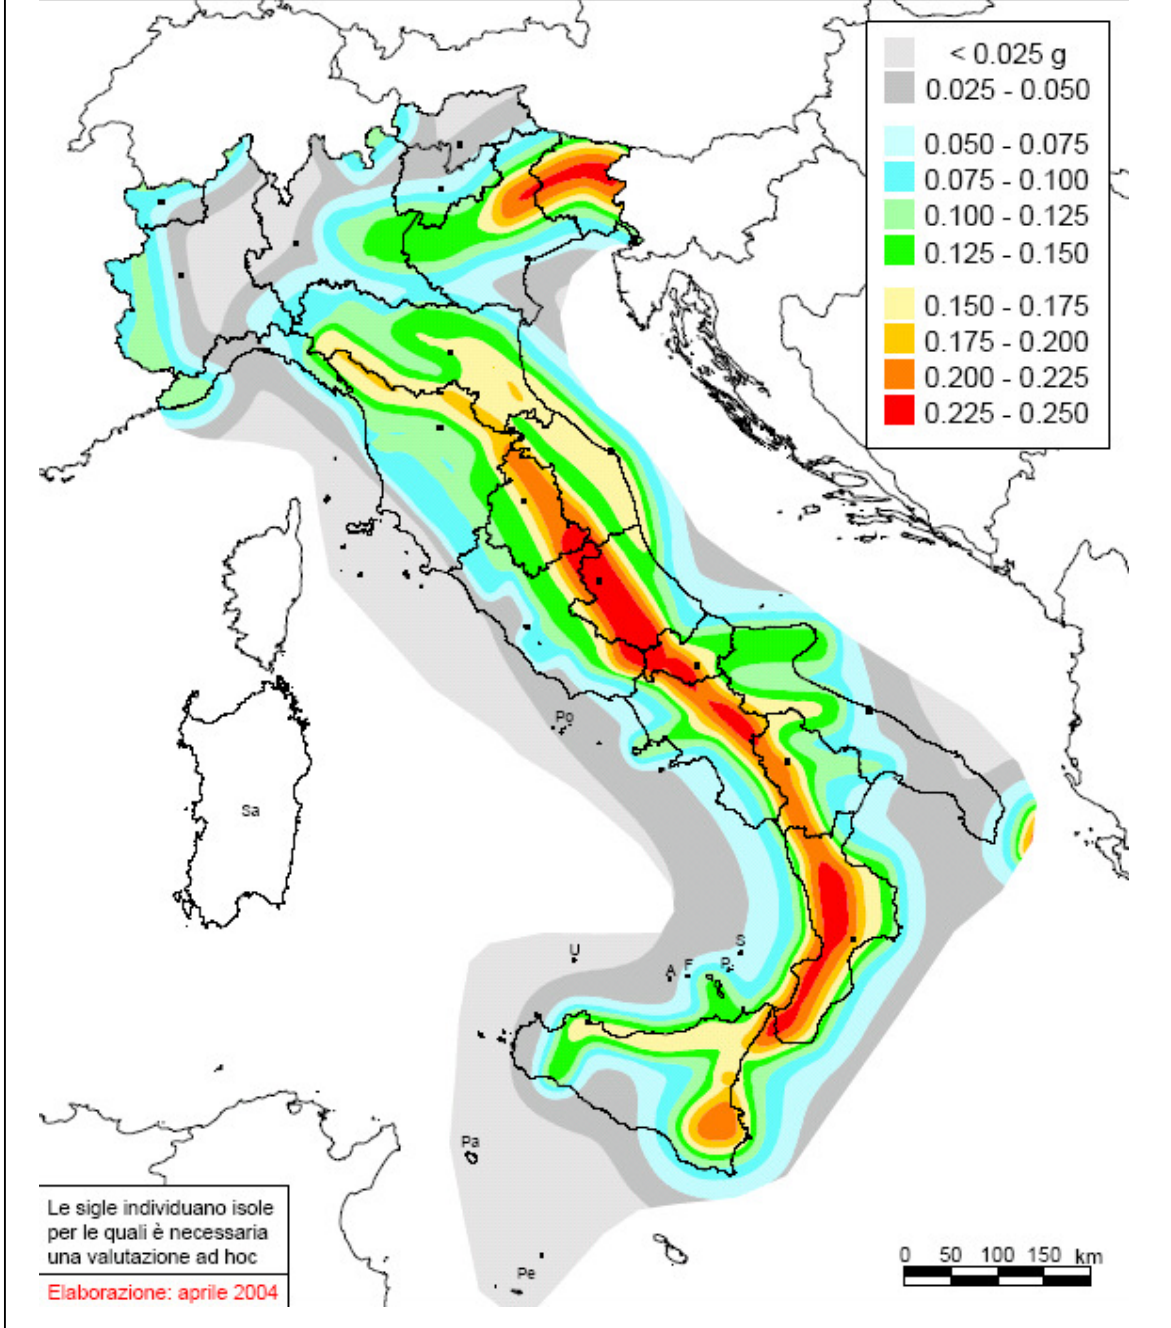 < 0.025 g
0.025 - 0.050
0.050 - 0.075
0.075 - 0.100
0.100 - 0.125
0.125 - 0.150
0.150 - 0.175
0.175 - 0.200
0.200 - 0.225
0.225 - 0.250
Po
Sa
U
A
F
P
S
Pa
Pe
Le sigle individuano isole
per le quali è necessaria
una valutazione ad hoc
Elaborazione: aprile 2004
0 50 100 150 km